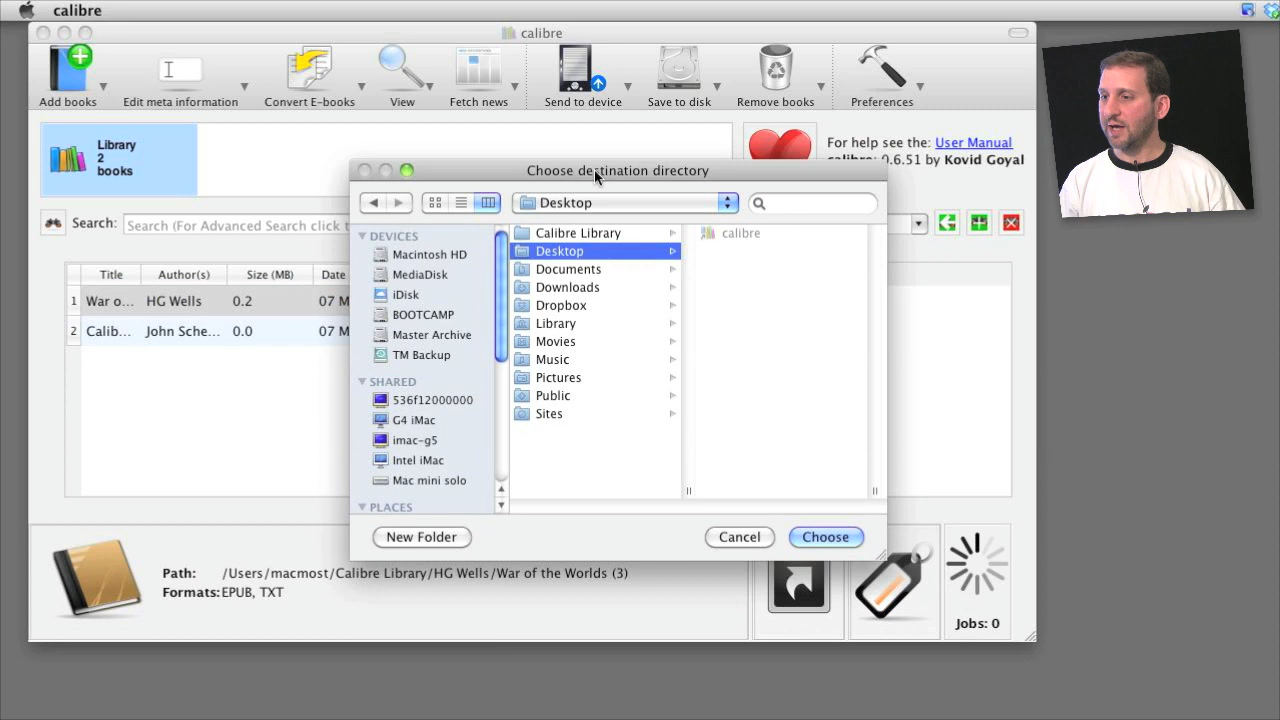 calibre
calibre
Add books
Edit meta information
Convert E-books
View
Fetch news
Send to device
Save to disk
Remove books
Preferences
Library
2
books
For help see the: User Manual
calibre: 0.6.51 by Kovid Goyal
Choose destination directory
Desktop
Search:
Search (For Advanced Search click t
DEVICES
Macintosh HD
MediaDisk
iDisk
BOOTCAMP
Master Archive
TM Backup
SHARED
536f12000000
G4 iMac
imac-g5
Intel iMac
Mac mini solo
PLACES
Calibre Library
Desktop
Documents
Downloads
Dropbox
Library
Movies
Music
Pictures
Public
Sites
calibre
Title Author(s) Size (MB) Date
1 War o... HG Wells 0.2 07 M
2 Calib... John Sche... 0.0 07 M
New Folder
Cancel
Choose
Path: /Users/macmost/Calibre Library/HG Wells/War of the Worlds (3)
Formats: EPUB, TXT
Jobs: 0